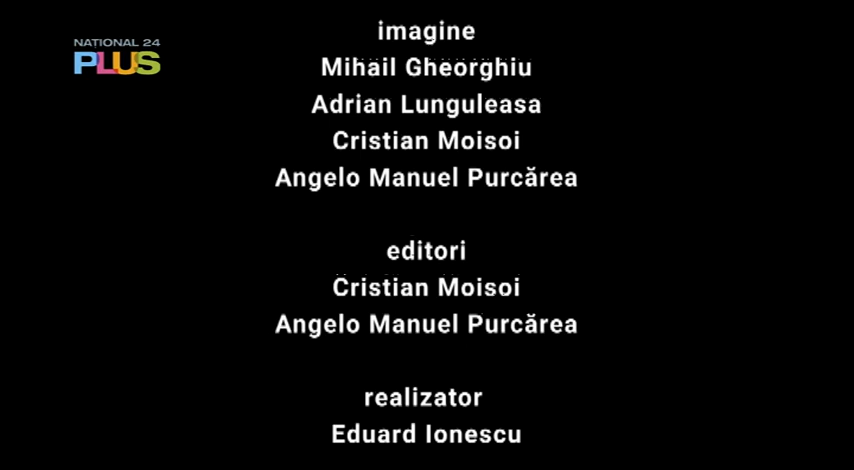 NAȚIONAL 24
PLUS
imagine
Mihail Gheorghiu
Adrian Lunguleasa
Cristian Moisoi
Angelo Manuel Purcărea
editori
Cristian Moisoi
Angelo Manuel Purcărea
realizator
Eduard Ionescu